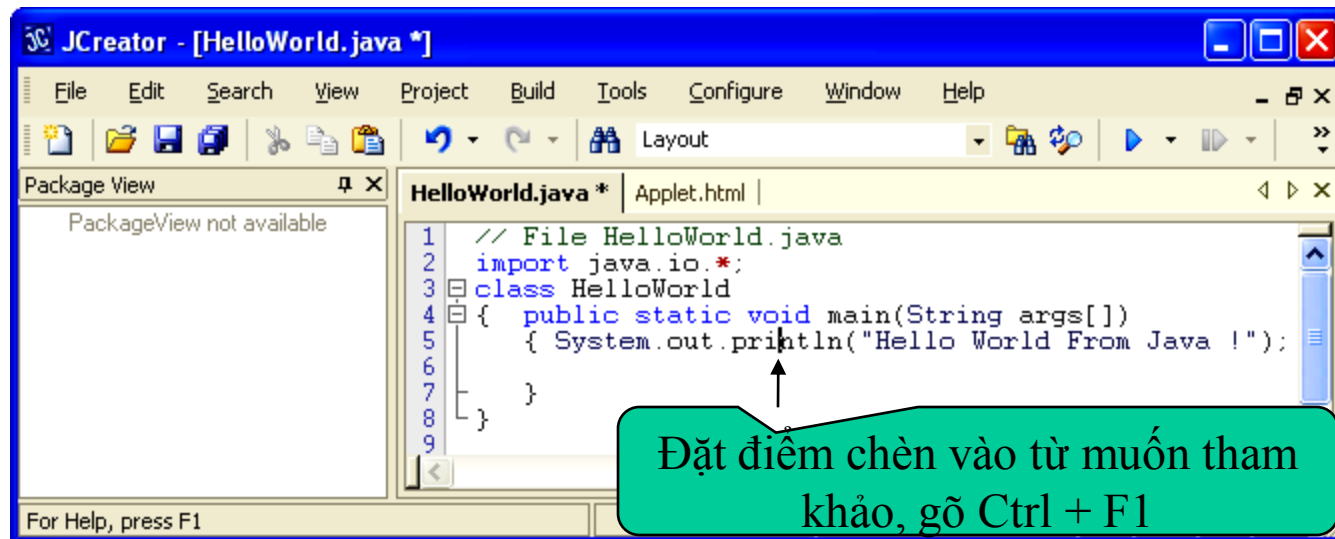 JCreator - [HelloWorld.java *]
File Edit Search View Project Build Tools Configure Window Help
Layout
Package View
PackageView not available
HelloWorld.java * Applet.html
1 // File HelloWorld.java
2 import java.io.*;
3 class HelloWorld
4 { public static void main(String args[])
5 { System.out.println("Hello World From Java !");
6
7 }
8 }
9
Đặt điểm chèn vào từ muốn tham
khảo, gõ Ctrl + F1
For Help, press F1